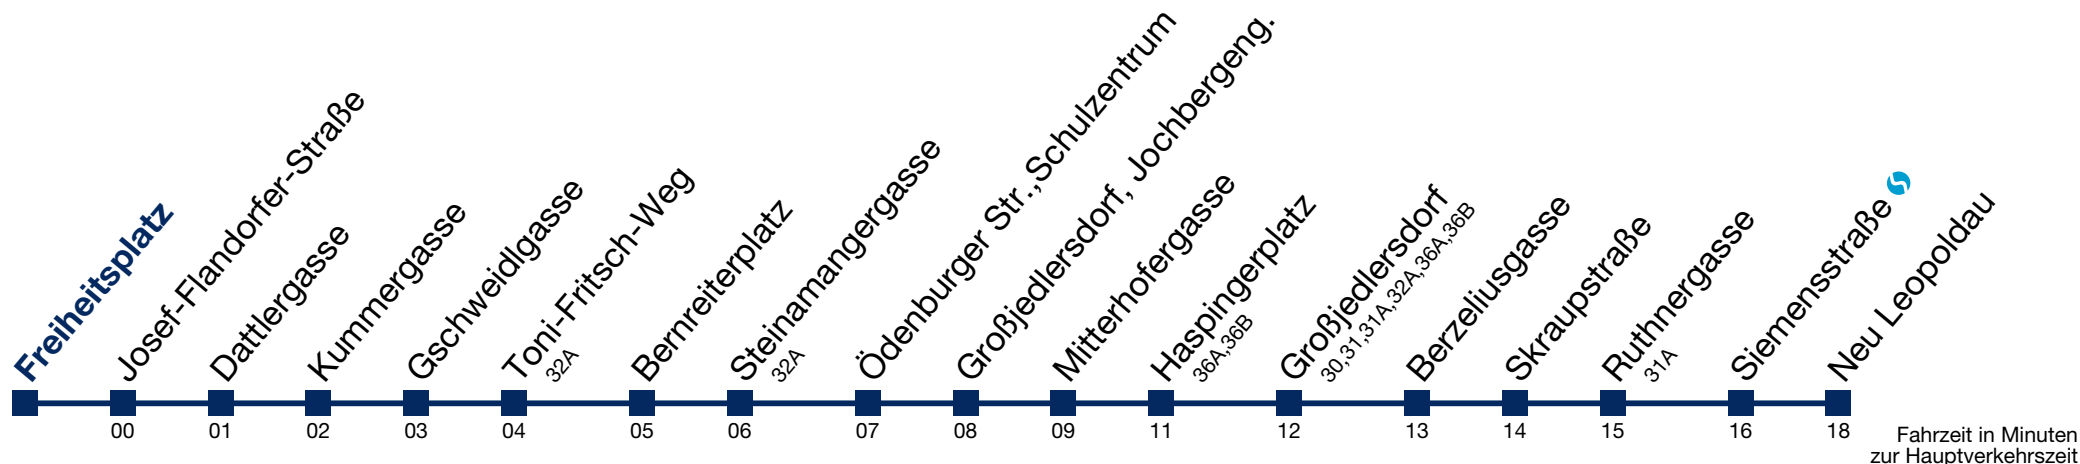 Freiheitsplatz
Josef-Flandorfer-Straße
Dattlergasse
Kummergasse
Gschweidlgasse
Toni-Fritsch-Weg
32A
Bernreiterplatz
Steinamangergasse
32A
Ödenburger Str.,Schulzentrum
Großjedlersdorf, Jochbergeng.
Mitterhofergasse
Haspingerplatz
36A,36B
Großjedlersdorf
30,31,31A,32A,36A,36B
Berzeliusgasse
Skraupstraße
Ruthnergasse
31A
Siemensstraße
Neu Leopoldau
00 01 02 03 04 05 06 07 08 09 11 12 13 14 15 16 18
Fahrzeit in Minuten
zur Hauptverkehrszeit